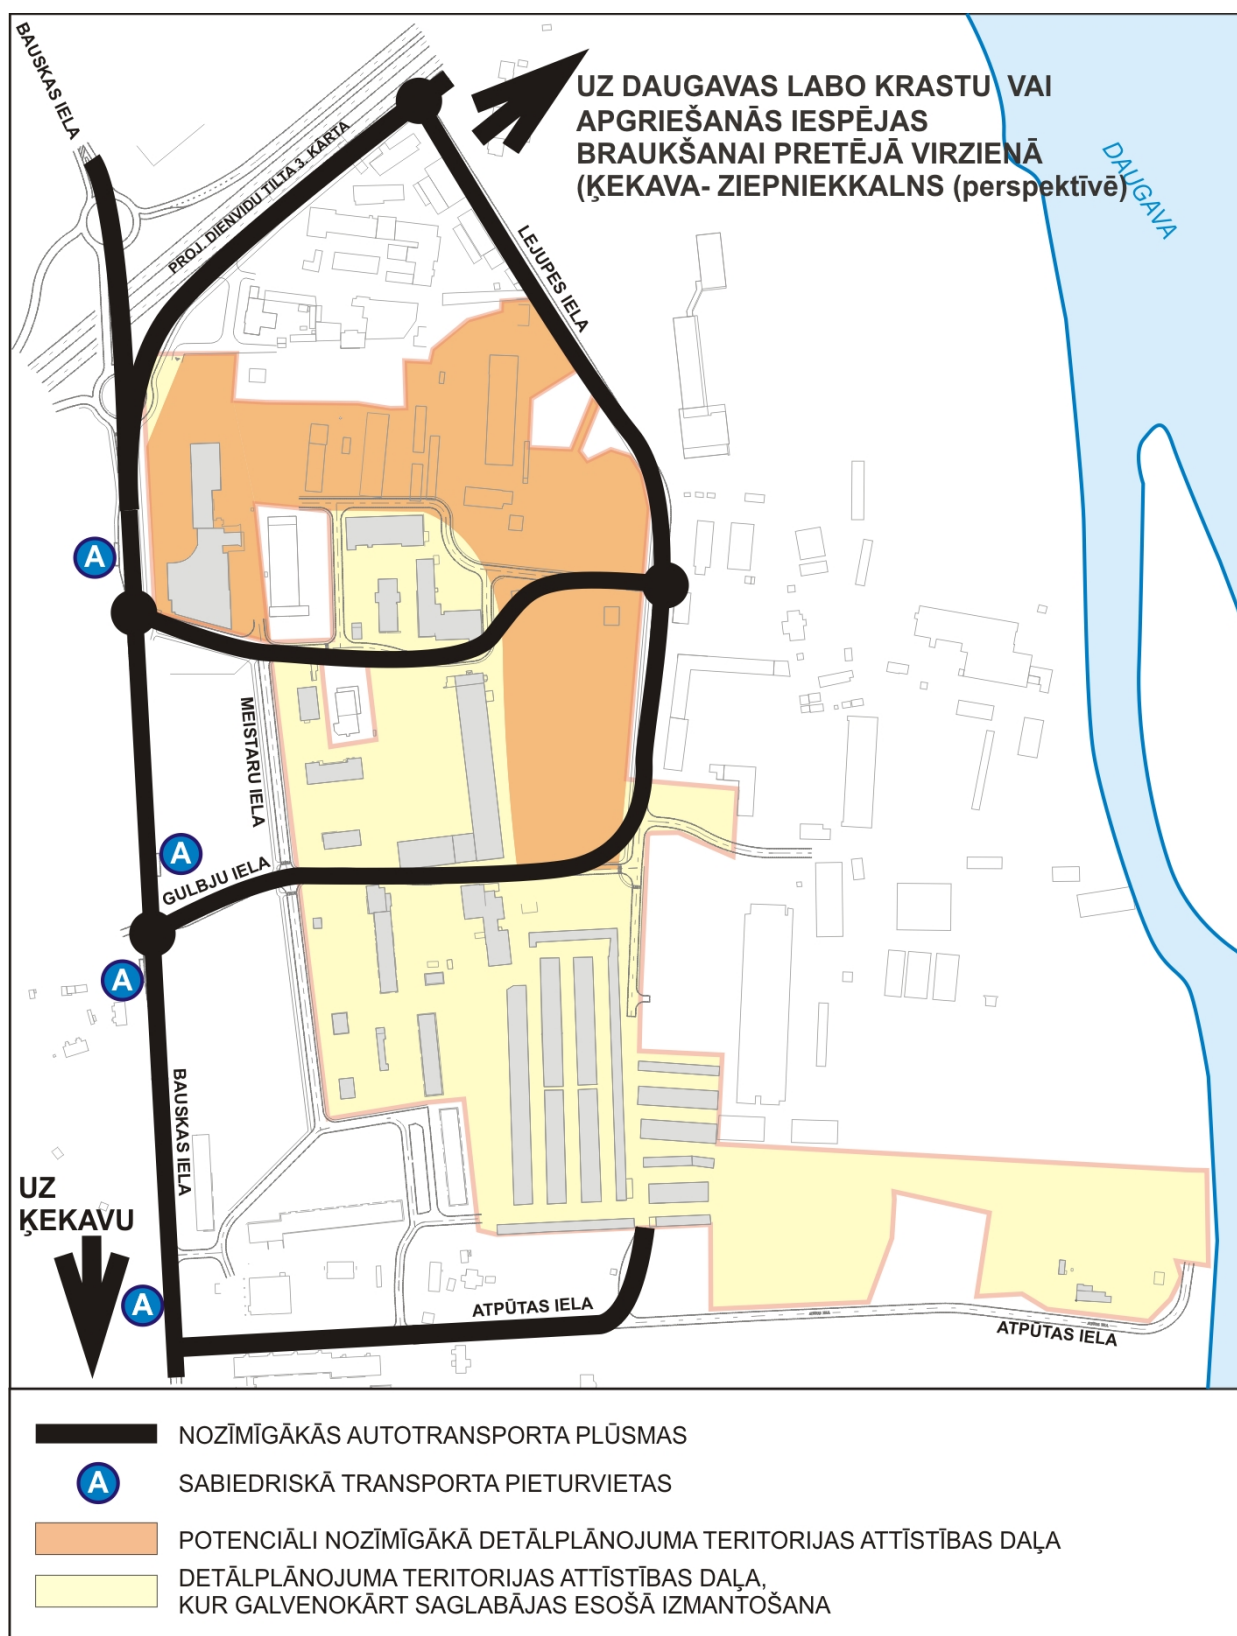 BAUSKAS IELA
UZ DAUGAVAS LABO KRASTU VAI
APGRIEŠANĀS IESPĒJAS
BRAUKŠANAI PRETĒJĀ VIRZIENĀ
(ĶEKAVA- ZIEPNIEKKALNS (perspektīvē)
DAUGAVA
PROJ. DIENVIDU TILTA 3. KĀRTA
LEJUPES IELA
A
MEISTARU IELA
A
GULBJU IELA
A
BAUSKAS IELA
UZ
ĶEKAVU
A
ATPŪTAS IELA
ATPŪTAS IELA
NOZĪMĪGĀKĀS AUTOTRANSPORTA PLŪSMAS
A SABIEDRISKĀ TRANSPORTA PIETURVIETAS
POTENCIĀLI NOZĪMĪGĀKĀ DETĀLPLĀNOJUMA TERITORIJAS ATTĪSTĪBAS DAĻA
DETĀLPLĀNOJUMA TERITORIJAS ATTĪSTĪBAS DAĻA,
KUR GALVENOKĀRT SAGLABĀJAS ESOŠĀ IZMANTOŠANA